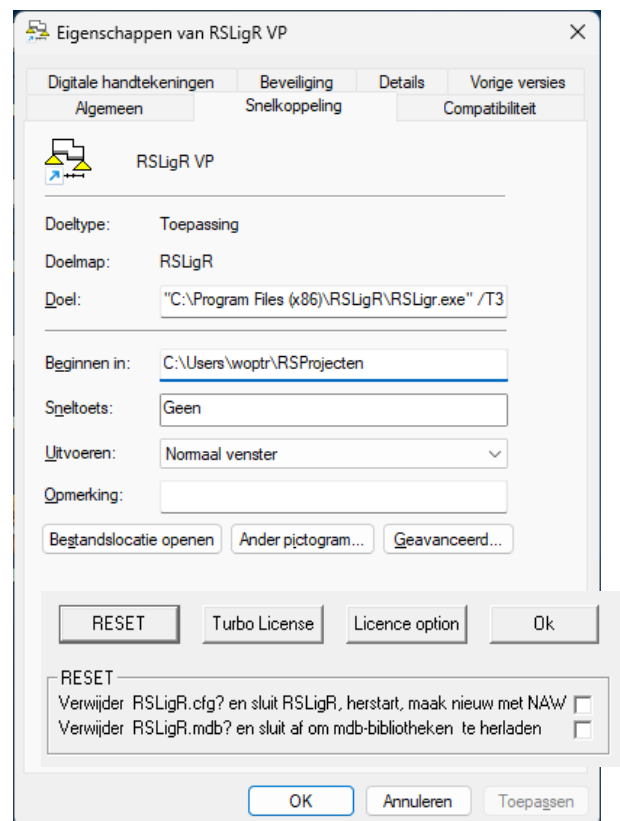 Eigenschappen van RSLigR VP
Digitale handtekeningen Beveiliging Details Vorige versies
Algemeen Snelkoppeling Compatibiliteit
RSLigR VP
Doeltype: Toepassing
Doelmap: RSLigR
Doel: "C:\Program Files (x86)\RSLigR\RSLigr.exe" /T3
Beginnen in: C:\Users\woptr\RSProjecten
Sneltoets: Geen
Uitvoeren: Normaal venster
Opmerking:
Bestandslocatie openen Ander pictogram... Geavanceerd...
RESET Turbo License Licence option Ok
RESET
Verwijder RSLigR.cfg? en sluit RSLigR, herstart, maak nieuw met NAW
Verwijder RSLigR.mdb? en sluit af om mdb-bibliotheken te herladen
OK Annuleren Toepassen